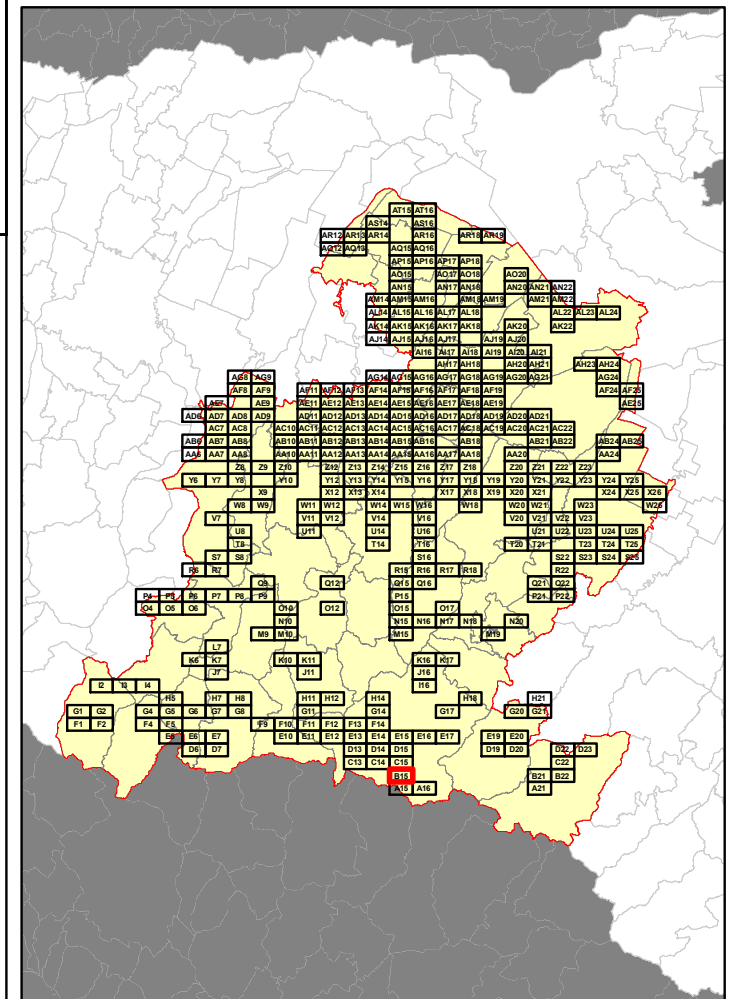 AT15 AT16
AS14 AS16
AR12 AR13 AR14 AR16 AR18 AR19
AQ12 AQ13 AQ15 AQ16
AP15 AP16 AP17 AP18
AO15 AO17 AO18 AO20
AN15 AN17 AN18 AN20 AN21 AN22
AM14 AM15 AM16 AM18 AM19 AM21 AM22
AL14 AL15 AL16 AL17 AL18 AL22 AL23 AL24
AK14 AK15 AK16 AK17 AK18 AK20 AK22
AJ14 AJ15 AJ16 AJ17 AJ19 AJ20
AI16 AI17 AI18 AI19 AI20 AI21
AH17 AH18 AH20 AH21 AH23 AH24
AG8 AG9 AG14 AG15 AG16 AG17 AG18 AG19 AG20 AG21 AG24
AF8 AF9 AF11 AF12 AF13 AF14 AF15 AF16 AF17 AF18 AF19 AF24 AF25
AE7 AE9 AE11 AE12 AE13 AE14 AE15 AE16 AE17 AE18 AE19 AE25
AD6 AD7 AD8 AD9 AD11 AD12 AD13 AD14 AD15 AD16 AD17 AD18 AD19 AD20 AD21
AC7 AC8 AC10 AC11 AC12 AC13 AC14 AC15 AC16 AC17 AC18 AC19 AC20 AC21 AC22
AB6 AB7 AB8 AB10 AB11 AB12 AB13 AB14 AB15 AB16 AB18 AB21 AB22 AB24 AB25
AA6 AA7 AA8 AA10 AA11 AA12 AA13 AA14 AA15 AA16 AA17 AA18 AA20 AA24
Z8 Z9 Z10 Z12 Z13 Z14 Z15 Z16 Z17 Z18 Z20 Z21 Z22 Z23
Y6 Y7 Y8 Y10 Y12 Y13 Y14 Y15 Y16 Y17 Y18 Y19 Y20 Y21 Y22 Y23 Y24 Y25
X9 X12 X13 X14 X17 X18 X19 X20 X21 X24 X25 X26
W8 W9 W11 W12 W14 W15 W16 W18 W20 W21 W23 W26
V7 V11 V12 V14 V16 V20 V21 V22 V23
U8 U11 U14 U16 U21 U22 U23 U24 U25
T8 T14 T16 T20 T21 T23 T24 T25
S7 S8 S16 S22 S23 S24 S25
R6 R7 R15 R16 R17 R18 R22
Q9 Q12 Q15 Q16 Q21 Q22
P4 P5 P6 P7 P8 P9 P15 P21 P22
O4 O5 O6 O10 O12 O15 O17
N10 N15 N16 N17 N18 N20
M9 M10 M15 M19
L7
K6 K7 K10 K11 K16 K17
J7 J11 J16
I2 I3 I4 I16
H5 H7 H8 H11 H12 H14 H18 H21
G1 G2 G4 G5 G6 G7 G8 G11 G14 G17 G20 G21
F1 F2 F4 F5 F9 F10 F11 F12 F13 F14
E5 E6 E7 E10 E11 E12 E13 E14 E15 E16 E17 E19 E20
D6 D7 D13 D14 D15 D19 D20 D22 D23
C13 C14 C15 C22
B15 B21 B22
A15 A16 A21